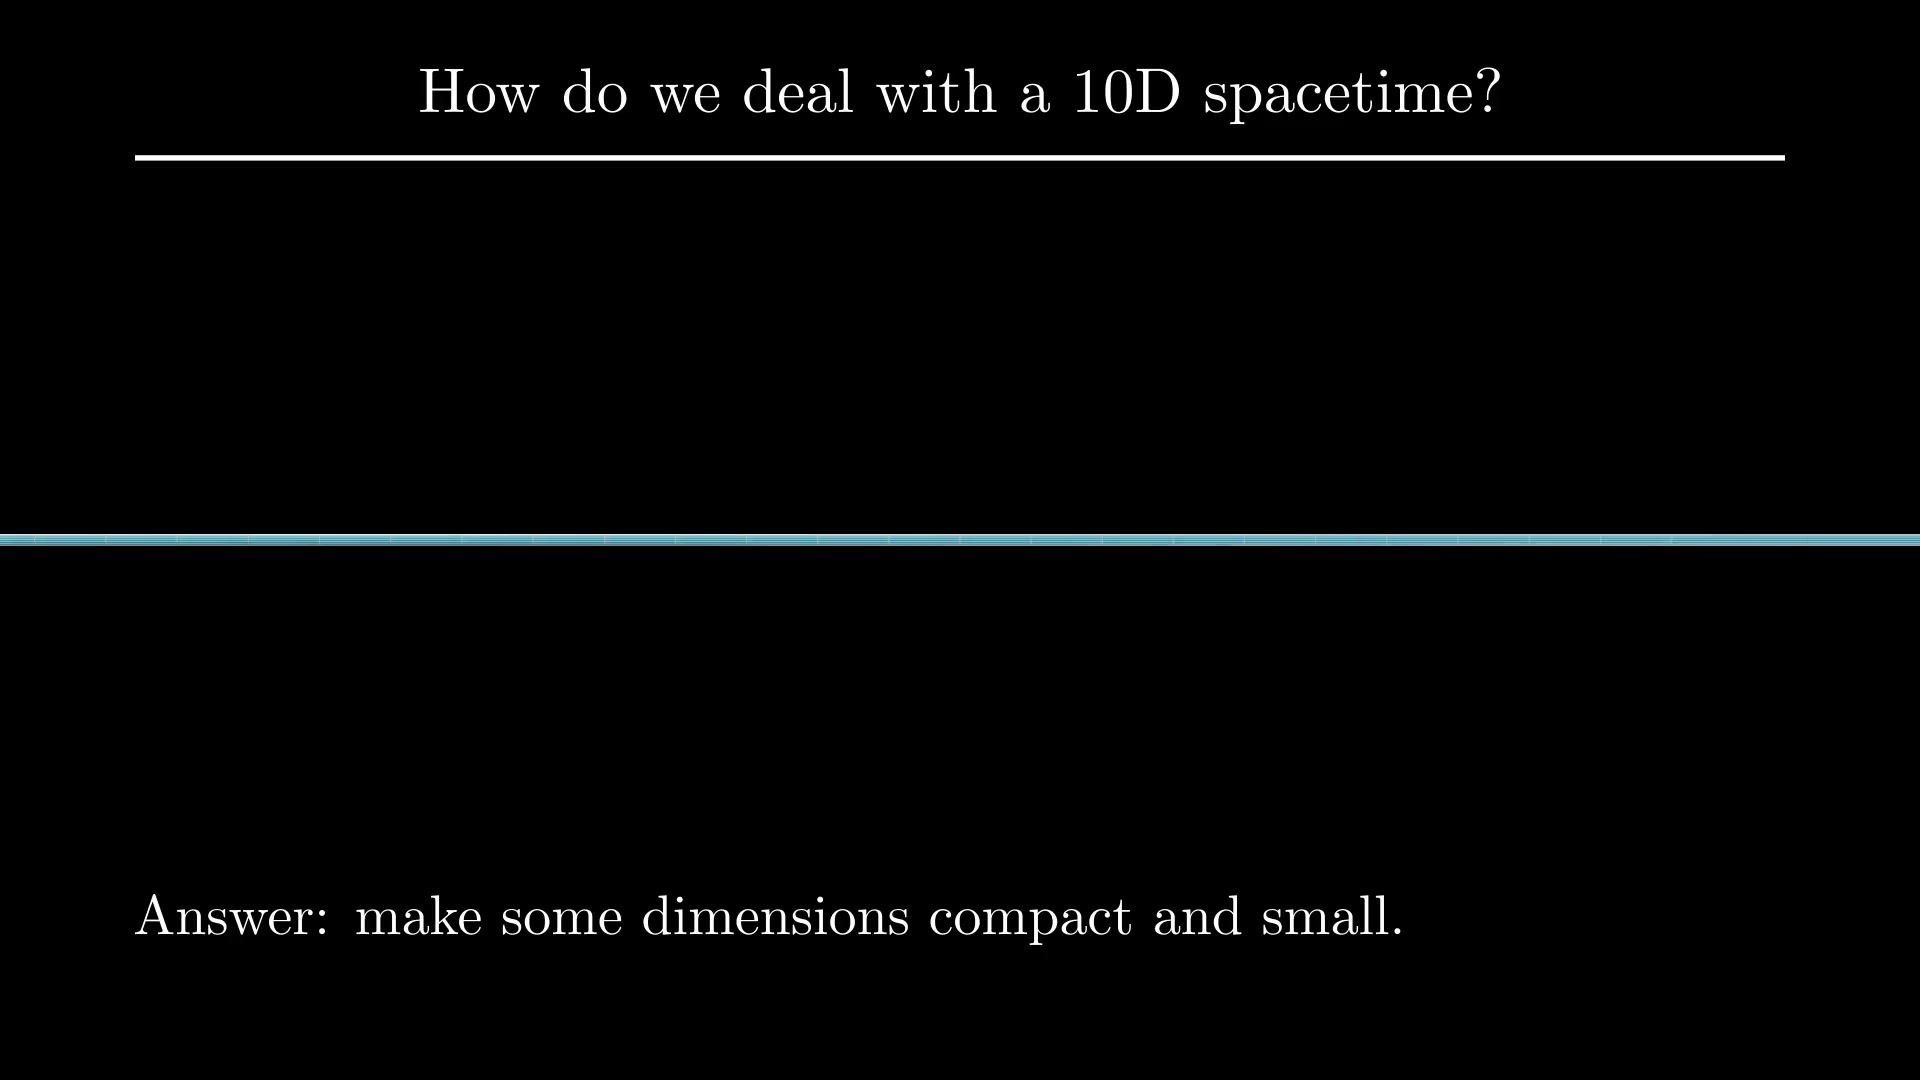 How do we deal with a 10D spacetime?
Answer: make some dimensions compact and small.